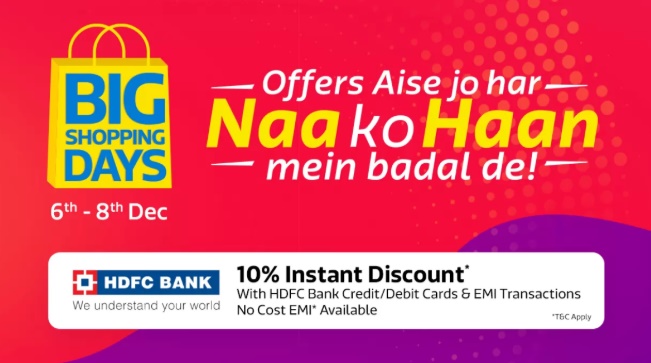 BIG
SHOPPING
DAYS
6th - 8th Dec
Offers Aise jo har
Naa ko Haan
mein badal de!
HDFC BANK
We understand your world
10% Instant Discount*
With HDFC Bank Credit/Debit Cards & EMI Transactions
No Cost EMI* Available
*T&C Apply